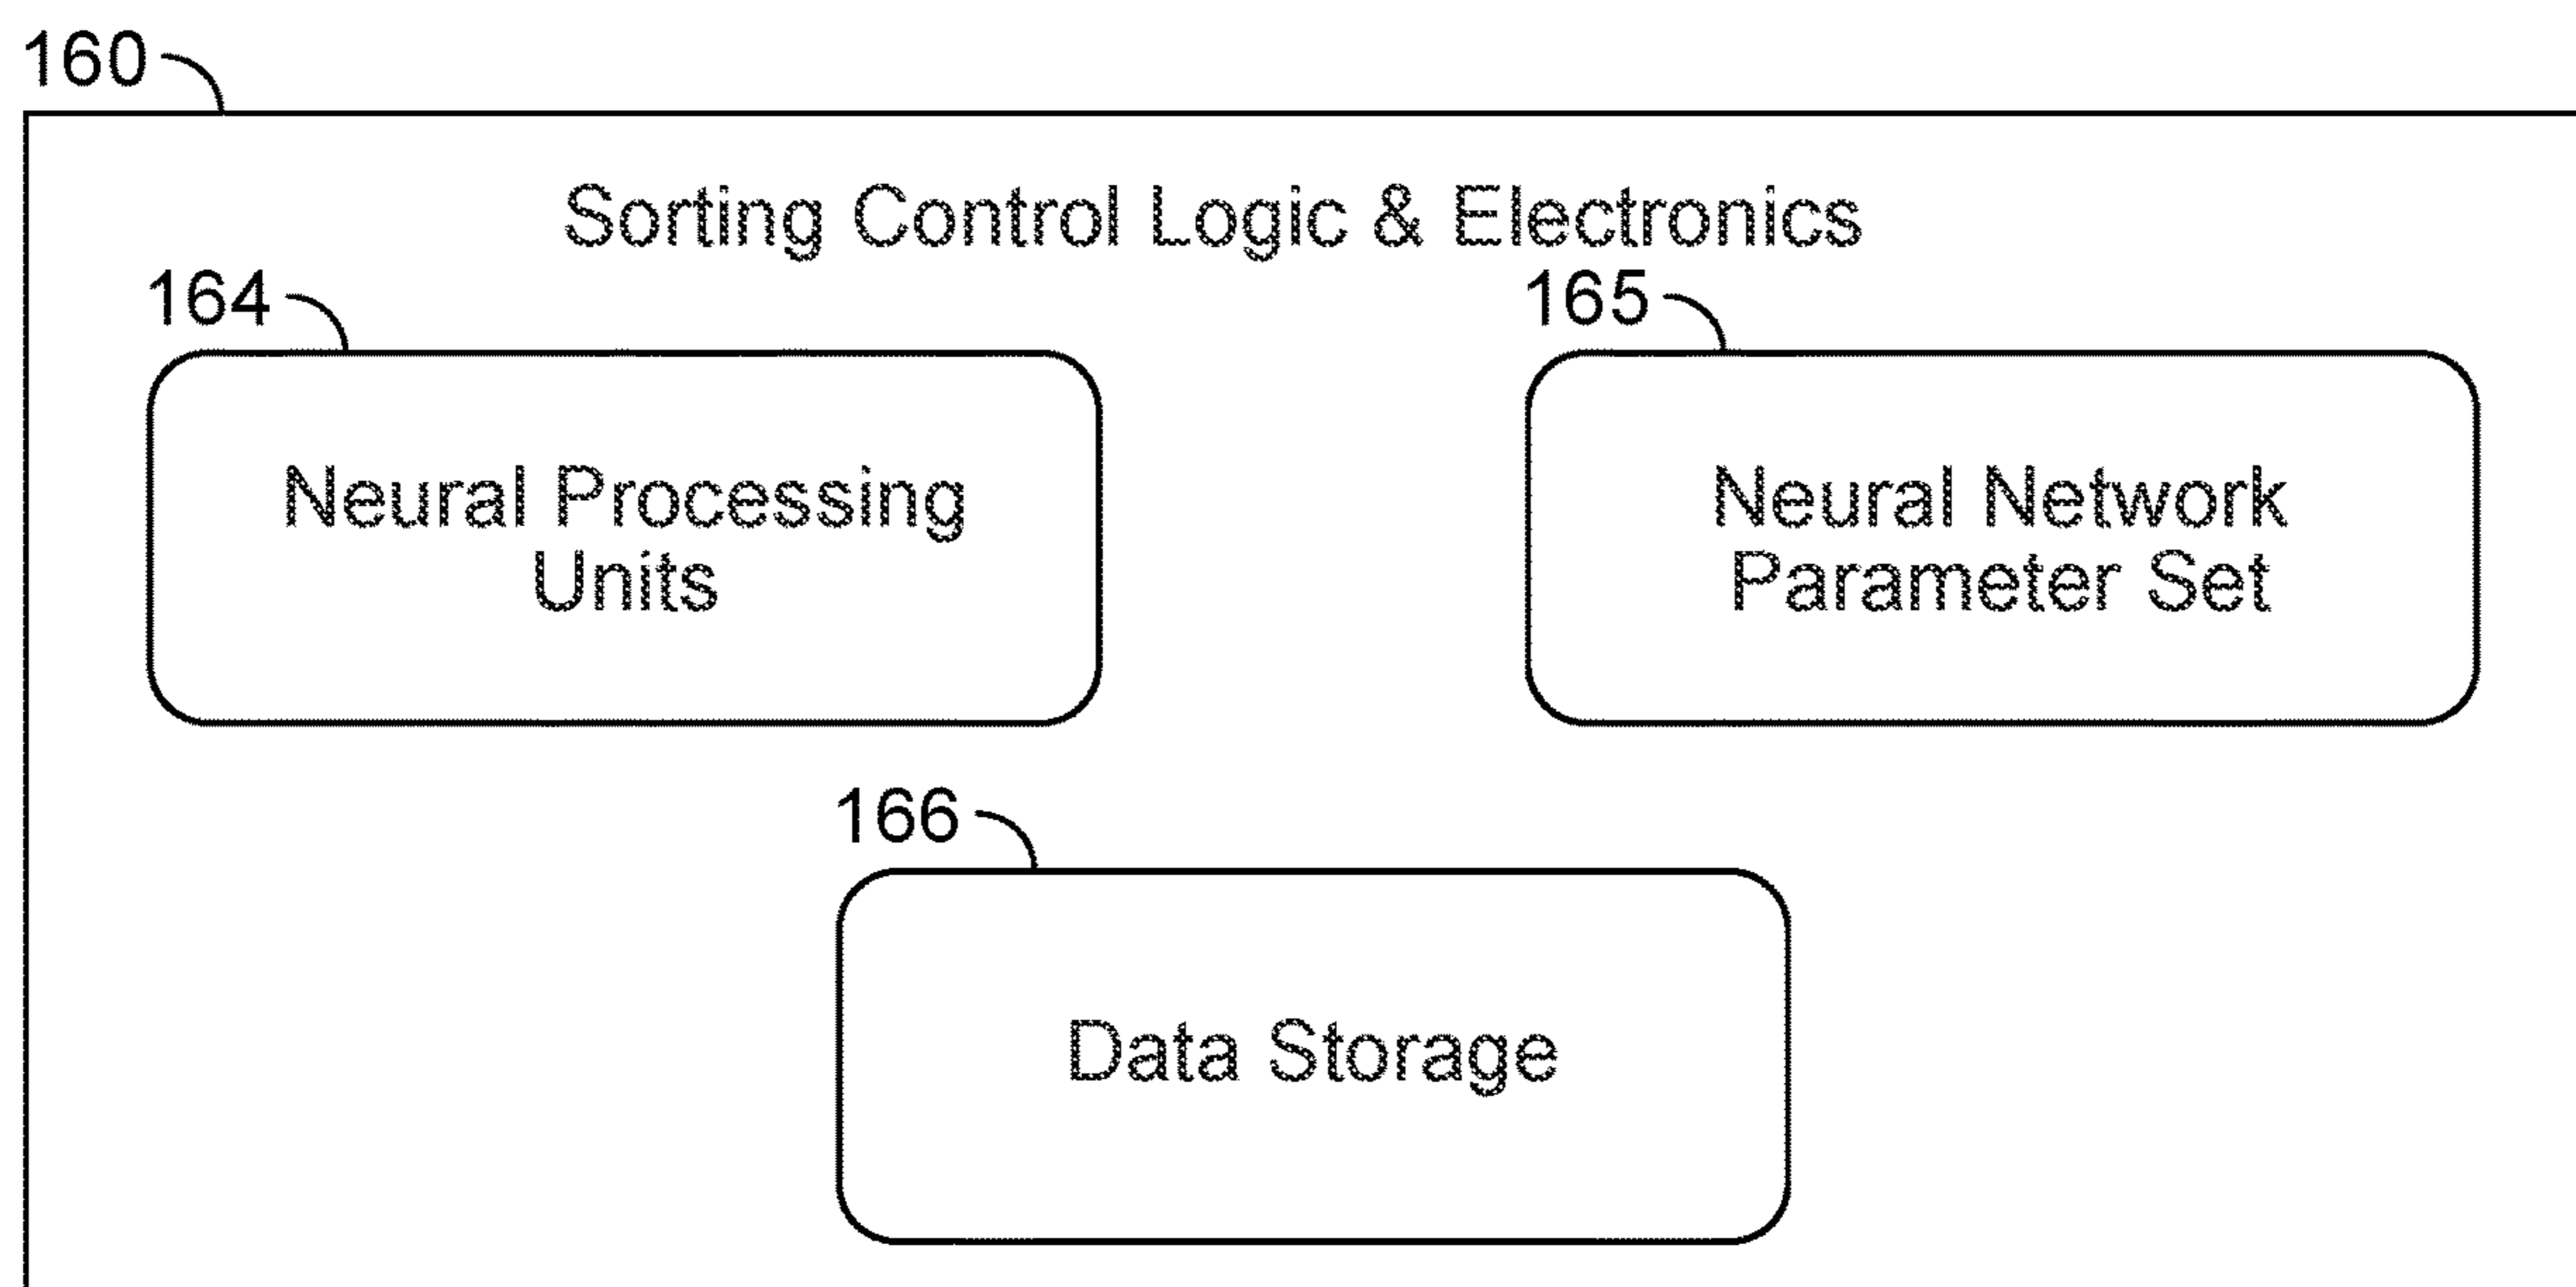 160
Sorting Control Logic & Electronics
164
165
Neural Processing
Units
Neural Network
Parameter Set
166
Data Storage